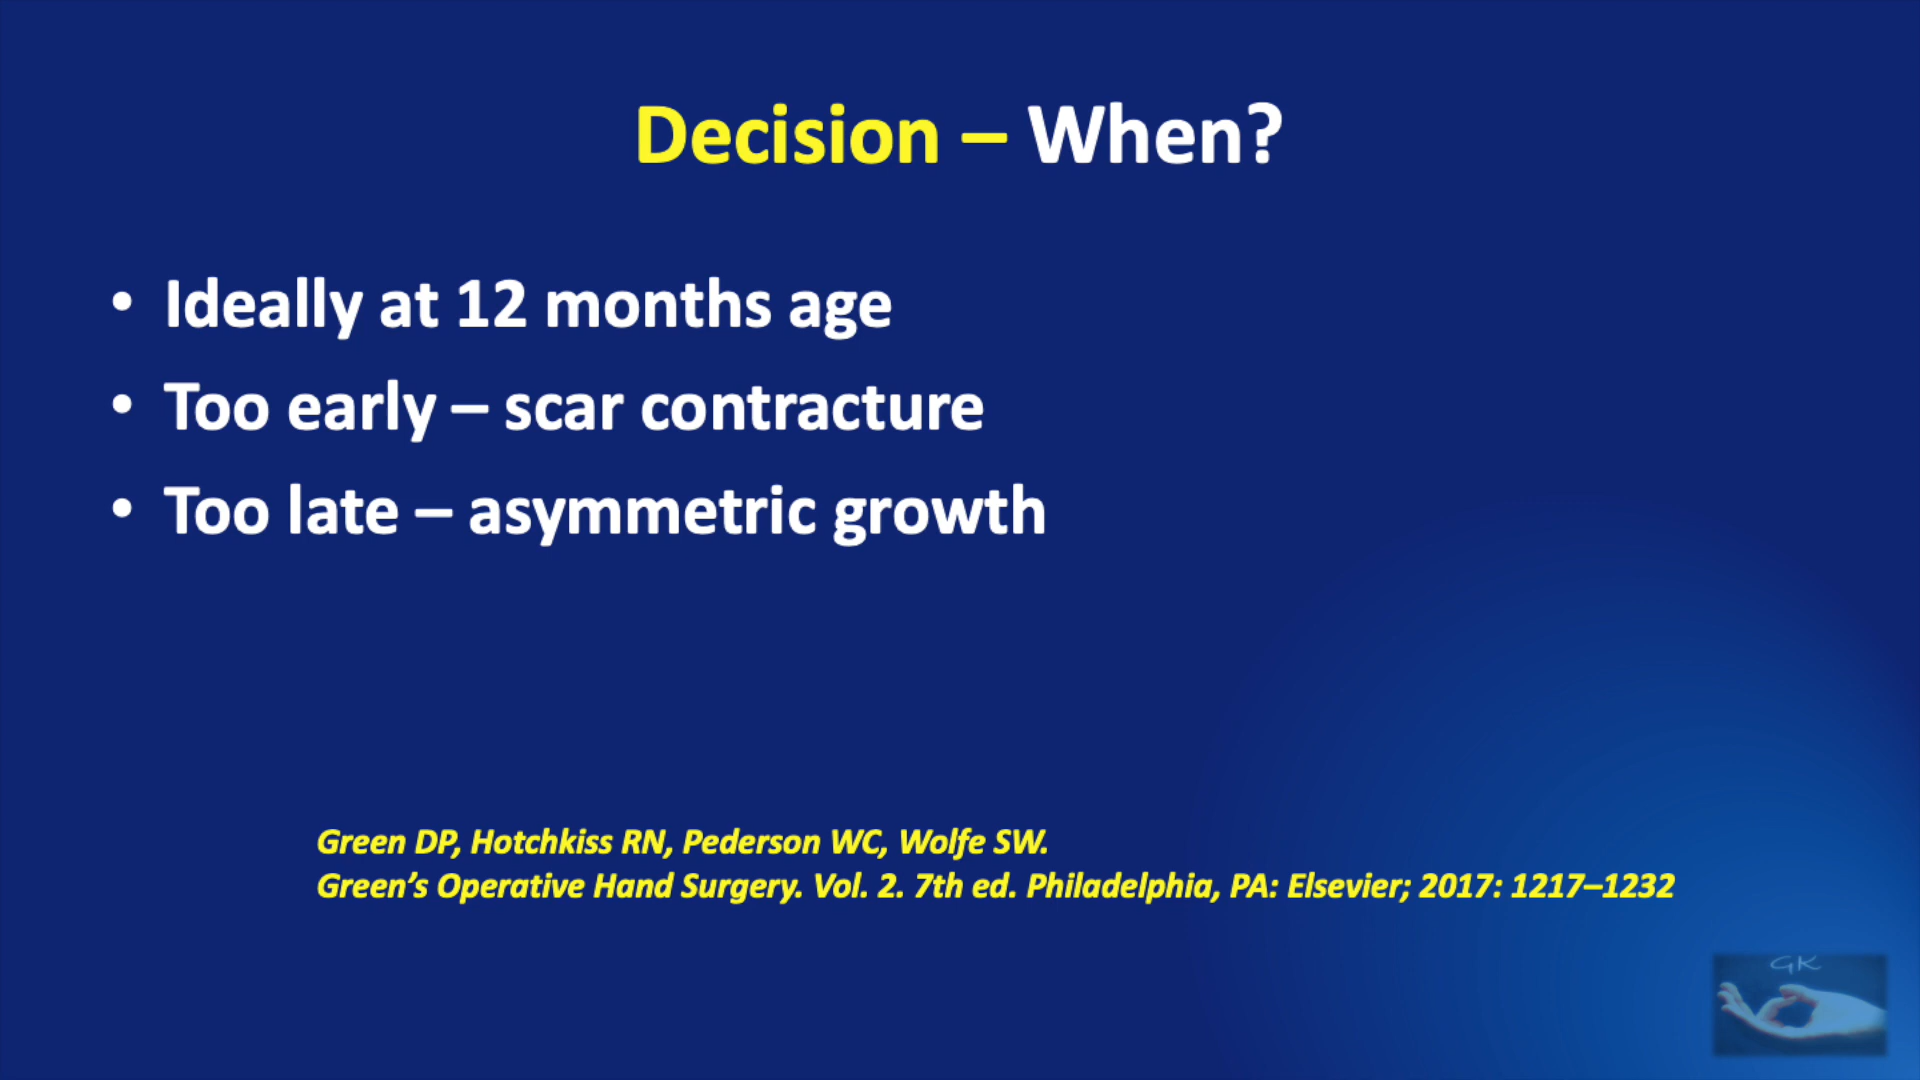 Decision – When?
• Ideally at 12 months age
• Too early – scar contracture
• Too late – asymmetric growth
Green DP, Hotchkiss RN, Pederson WC, Wolfe SW.
Green’s Operative Hand Surgery. Vol. 2. 7th ed. Philadelphia, PA: Elsevier; 2017: 1217–1232
GK